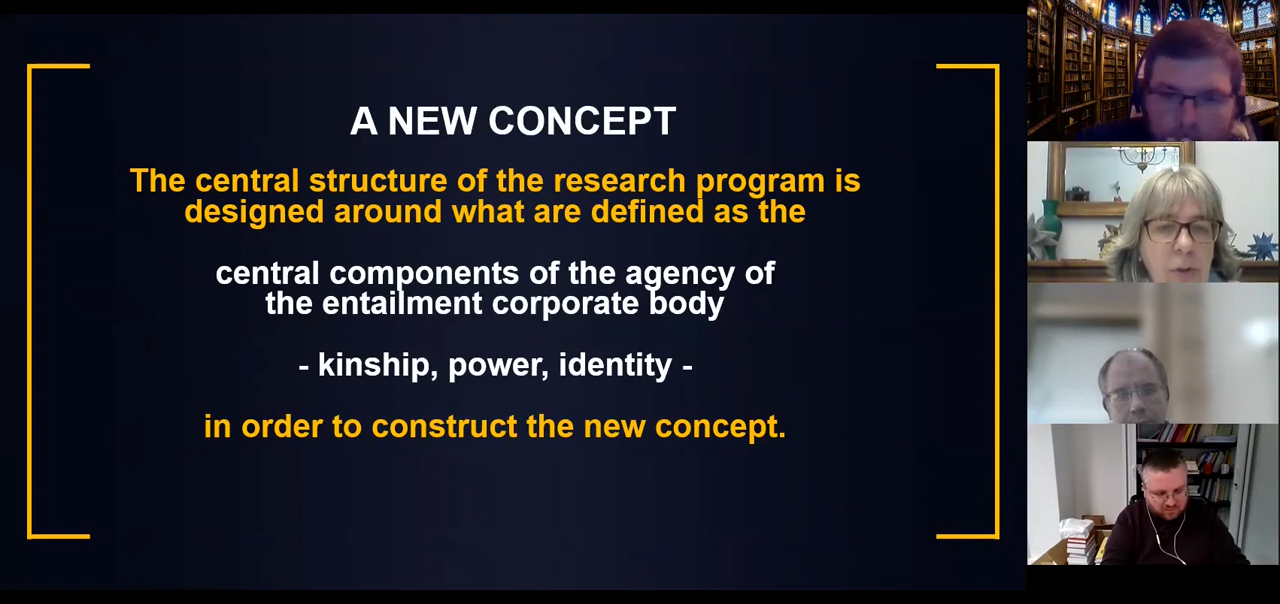 A NEW CONCEPT
The central structure of the research program is
designed around what are defined as the
central components of the agency of
the entailment corporate body
- kinship, power, identity -
in order to construct the new concept.